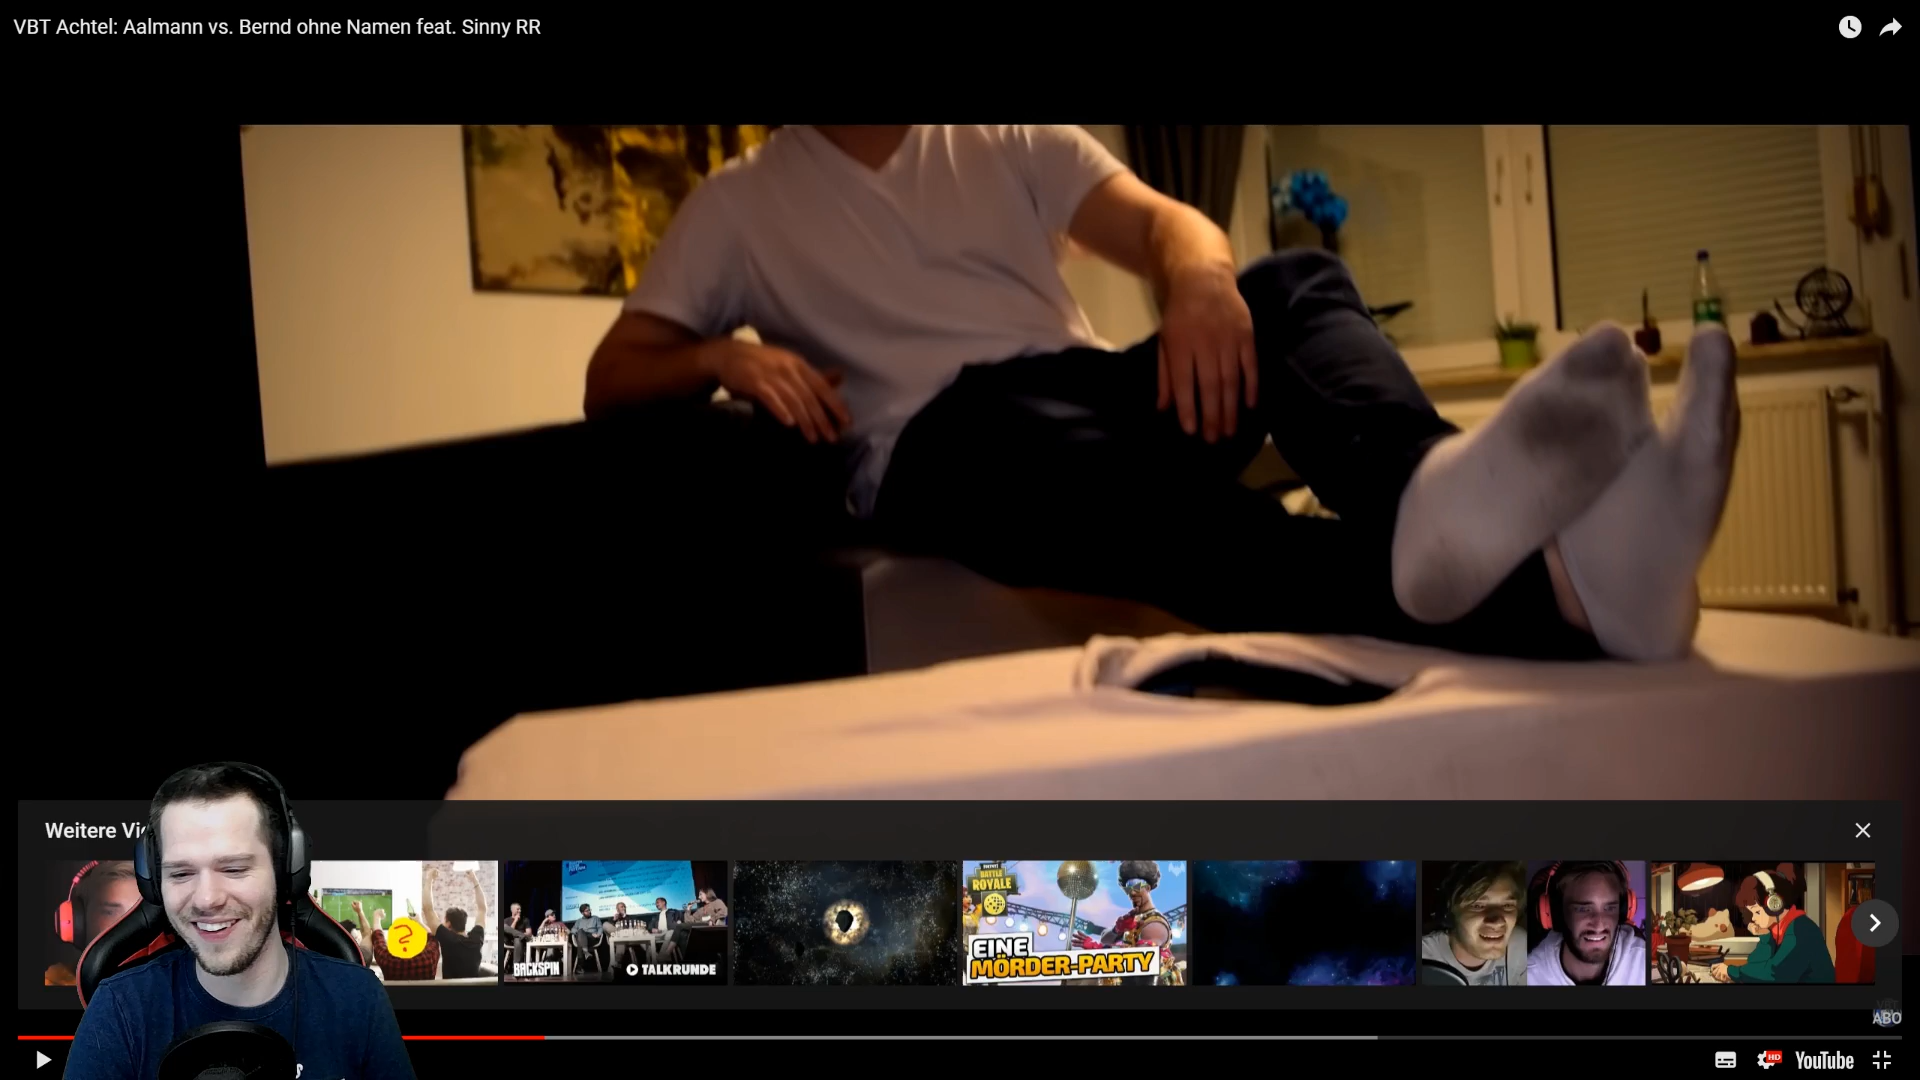 VBT Achtel: Aalmann vs. Bernd ohne Namen feat. Sinny RR
Weitere Vi
?
BACKSPIN
TALKRUNDE
BATTLE
ROYALE
EINE
MÖRDER-PARTY
ABO
HD
YouTube